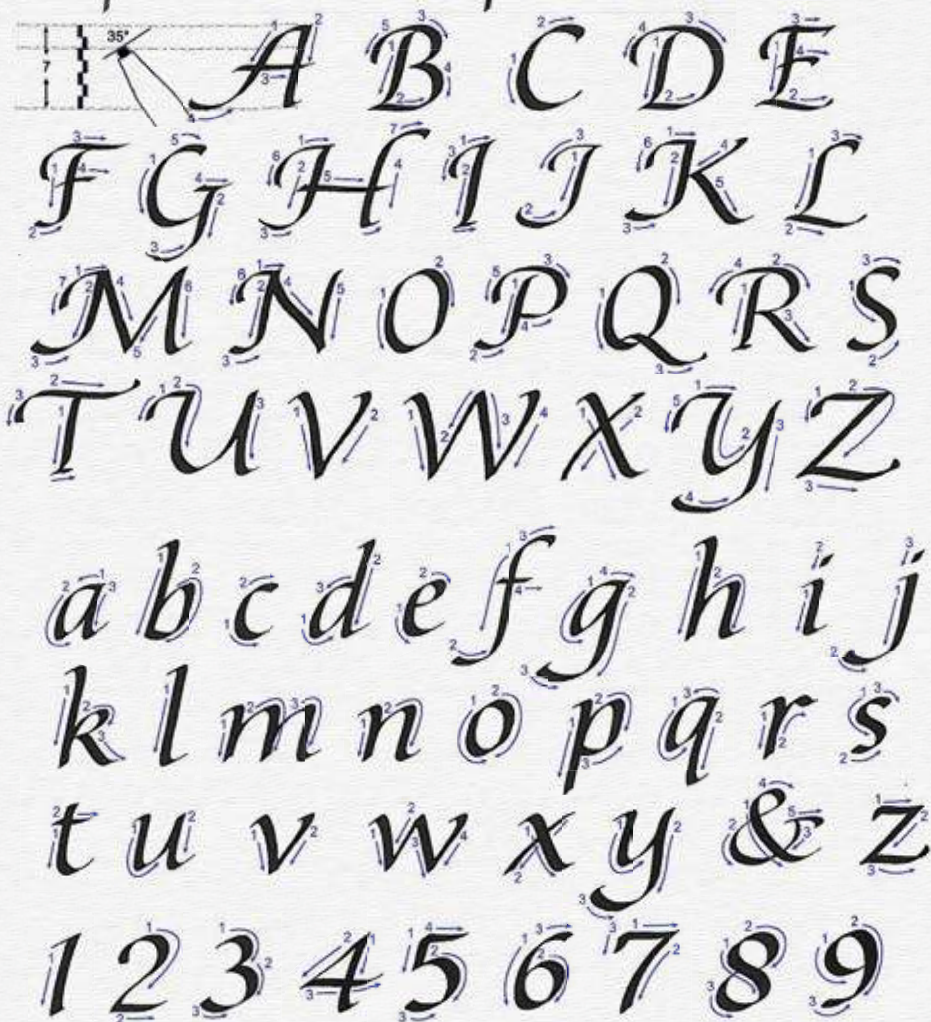 35°
7
A B C D E
F G H I J K L
M N O P Q R S
T U V W X Y Z
a b c d e f g h i j
k l m n o p q r s
t u v w x y & z
1 2 3 4 5 6 7 8 9